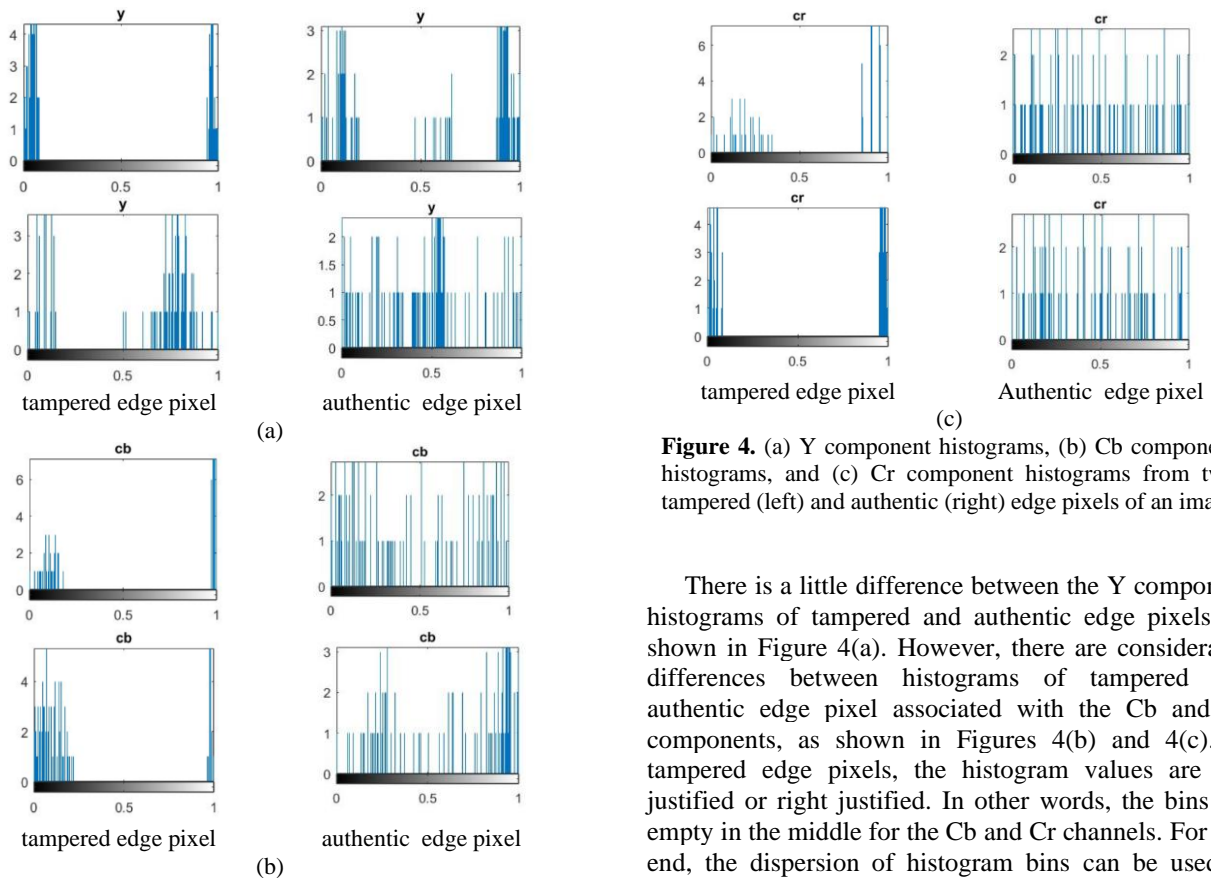 y
4
3
2
1
0
0 0.5 1
y
3
2
1
0
0 0.5 1
y
3
2
1
0
0 0.5 1
y
2
1.5
1
0.5
0
0 0.5 1
tampered edge pixel authentic edge pixel
(a)
cb
6
4
2
0
0 0.5 1
cb
2
1
0
0 0.5 1
cb
4
2
0
0 0.5 1
cb
3
2
1
0
0 0.5 1
tampered edge pixel authentic edge pixel
(b)
cr
6
4
2
0
0 0.5 1
cr
2
1
0
0 0.5 1
cr
4
3
2
1
0
0 0.5 1
cr
2
1
0
0 0.5 1
tampered edge pixel Authentic edge pixel
(c)
Figure 4. (a) Y component histograms, (b) Cb compone
histograms, and (c) Cr component histograms from
tampered (left) and authentic (right) edge pixels of an ima
There is a little difference between the Y compon
histograms of tampered and authentic edge pixels
shown in Figure 4(a). However, there are considera
differences between histograms of tampered
authentic edge pixel associated with the Cb and
components, as shown in Figures 4(b) and 4(c).
tampered edge pixels, the histogram values are
justified or right justified. In other words, the bins
empty in the middle for the Cb and Cr channels. For
end, the dispersion of histogram bins can be used